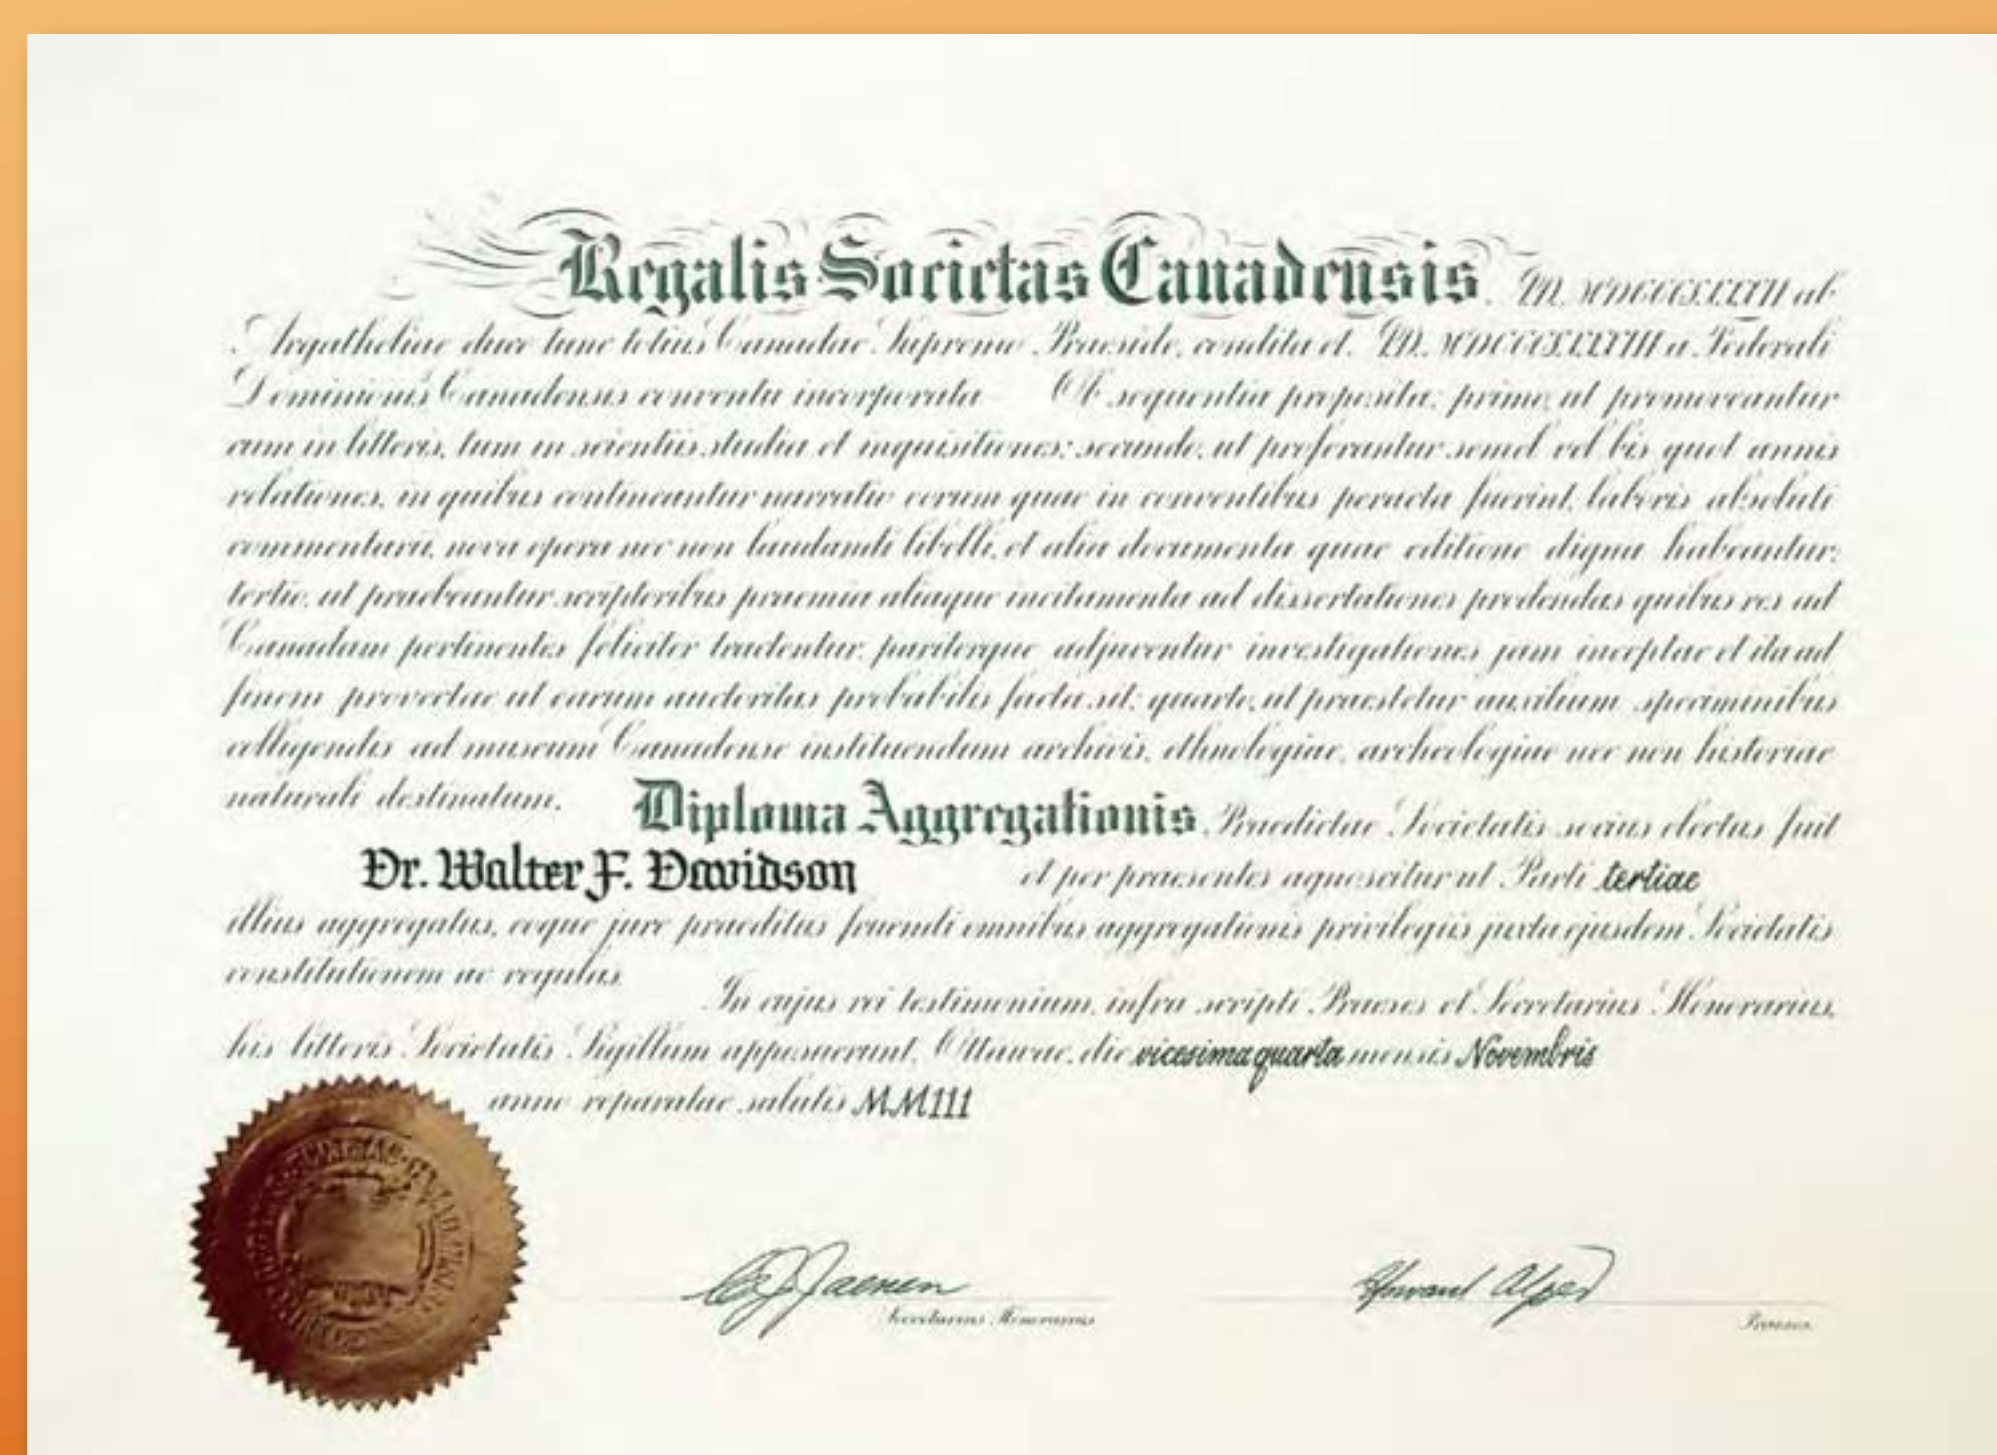 Regalis Societas Canadensis. ab
Argatheliae duce tunc totius Canadae Supremo Praeside, condita et. a Federali
Dominionis Canadensis conventu incorporata Ob sequentia proposita: primo, ut promoveantur
cum in litteris, tum in scientiis studia et inquisitiones: secundo, ut proferantur semel vel bis quot annis
relationes, in quibus contineantur narratio eorum quae in conventibus peracta fuerint, laboris absoluti
commentarii, nova opera nec non laudandi libelli, et alia documenta quae editione digna habeantur:
tertio, ut praebeantur scriptoribus praemia aliaque incitamenta ad dissertationes prodendas quibus res ad
Canadam pertinentes feliciter tractentur, pariterque adjuventur investigationes jam inceptae et ita ad
finem provectae ut earum auctoritas probabilis facta sit: quarto, ut praestetur auxilium speciminibus
colligendis ad museum Canadense instituendum archivis, ethnologiae, archeologiae nec non historiae
naturali destinatum. Diploma Aggregationis. Praedictae Societatis socius electus fuit
Dr. Walter F. Davidson et per praesentes agnoscitur ut Parti tertiae
illius aggregatus, eoque jure praeditus fruendi omnibus aggregationis privilegiis juxta ejusdem Societatis
constitutionem ac regulas. In cujus rei testimonium, infra scripti Praeses et Secretarius Honorarius,
his litteris Societatis Sigillum apposuerunt, Ottawae, die vicesima quarta mensis Novembris
anno reparatae salutis MMIII
Secretarius Honorarius
Howard Alper
Praeses